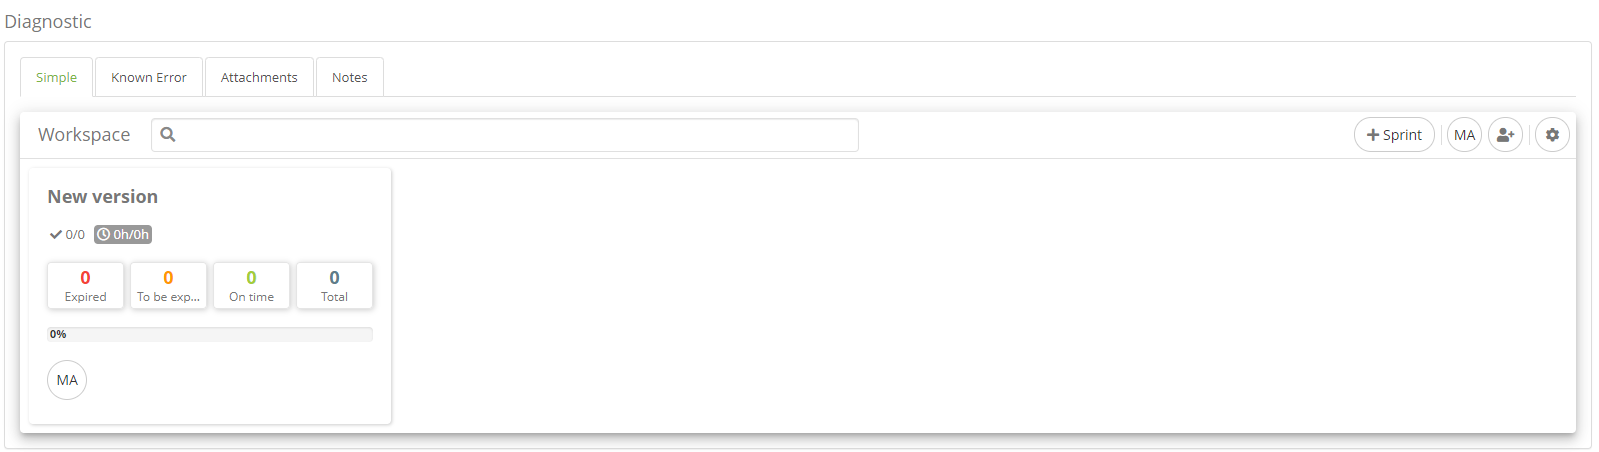 Diagnostic
Simple Known Error Attachments Notes
Workspace Sprint MA
New version
0/0 0h/0h
0 0 0 0
Expired To be exp... On time Total
0%
MA